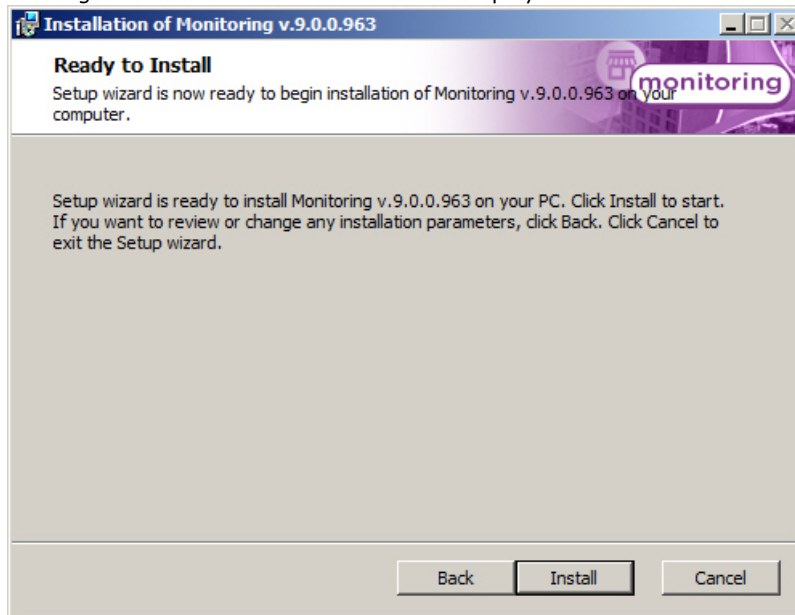 Installation of Monitoring v.9.0.0.963
Ready to Install
Setup wizard is now ready to begin installation of Monitoring v.9.0.0.963 on your
computer.
monitoring
Setup wizard is ready to install Monitoring v.9.0.0.963 on your PC. Click Install to start.
If you want to review or change any installation parameters, click Back. Click Cancel to
exit the Setup wizard.
Back Install Cancel